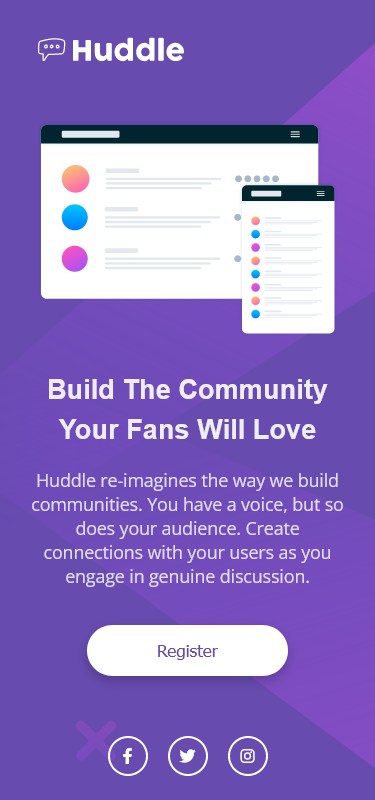 Huddle
Build The Community
Your Fans Will Love
Huddle re-imagines the way we build
communities. You have a voice, but so
does your audience. Create
connections with your users as you
engage in genuine discussion.
Register